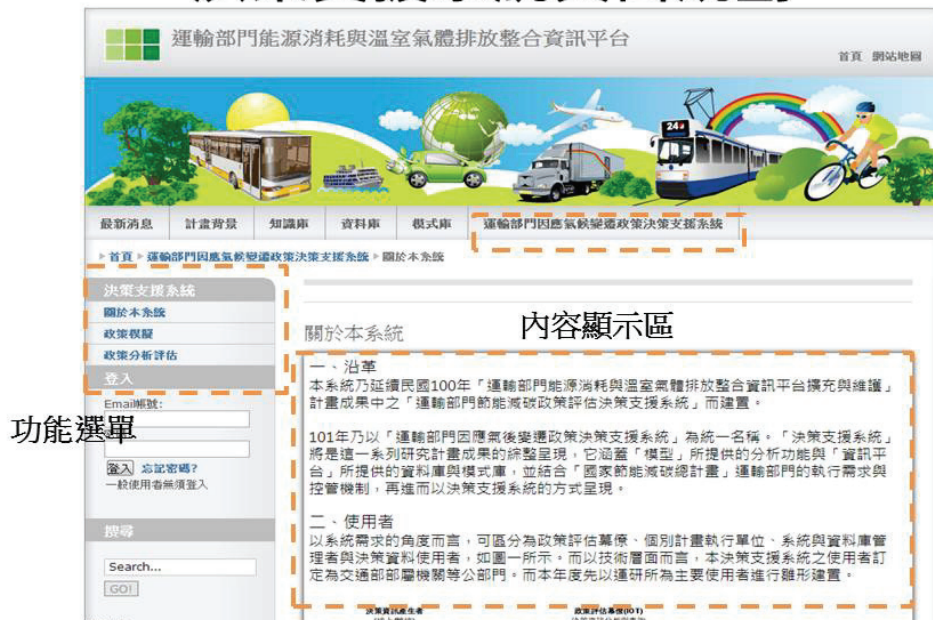 運輸部門能源消耗與溫室氣體排放整合資訊平台
首頁 網站地圖
24
最新消息 計畫背景 知識庫 資料庫 模式庫 運輸部門因應氣候變遷政策決策支援系統
首頁 運輸部門因應氣候變遷政策決策支援系統 關於本系統
決策支援系統
關於本系統
政策模擬
政策分析評估
登入
Email帳號:
功能選單
登入 忘記密碼?
一般使用者無須登入
搜尋
Search...
GO!
關於本系統
內容顯示區
一、沿革
本系統乃延續民國100年「運輸部門能源消耗與溫室氣體排放整合資訊平台擴充與維護」
計畫成果中之「運輸部門節能減碳政策評估決策支援系統」而建置。
101年乃以「運輸部門因應氣後變遷政策決策支援系統」為統一名稱。「決策支援系統」
將是這一系列研究計畫成果的綜整呈現，它涵蓋「模型」所提供的分析功能與「資訊平
台」所提供的資料庫與模式庫，並結合「國家節能減碳總計畫」運輸部門的執行需求與
控管機制，再進而以決策支援系統的方式呈現。
二、使用者
以系統需求的角度而言，可區分為政策評估幕僚、個別計畫執行單位、系統與資料庫管
理者與決策資料使用者，如圖一所示。而以技術層面而言，本決策支援系統之使用者訂
定為交通部部屬機關等公部門。而本年度先以運研所為主要使用者進行雛形建置。
決策資訊產生者 政策評估幕僚(IOT)